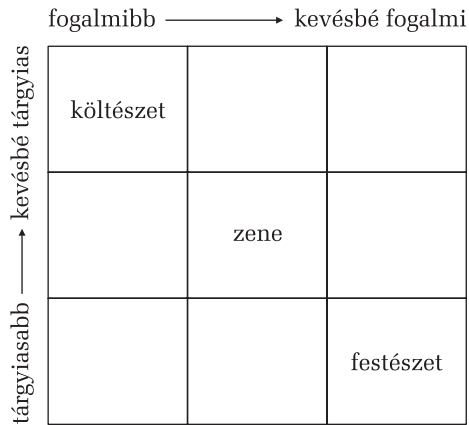 fogalmibb → kevésbé fogalmi
tárgyiasabb → kevésbé tárgyias
költészet
zene
festészet